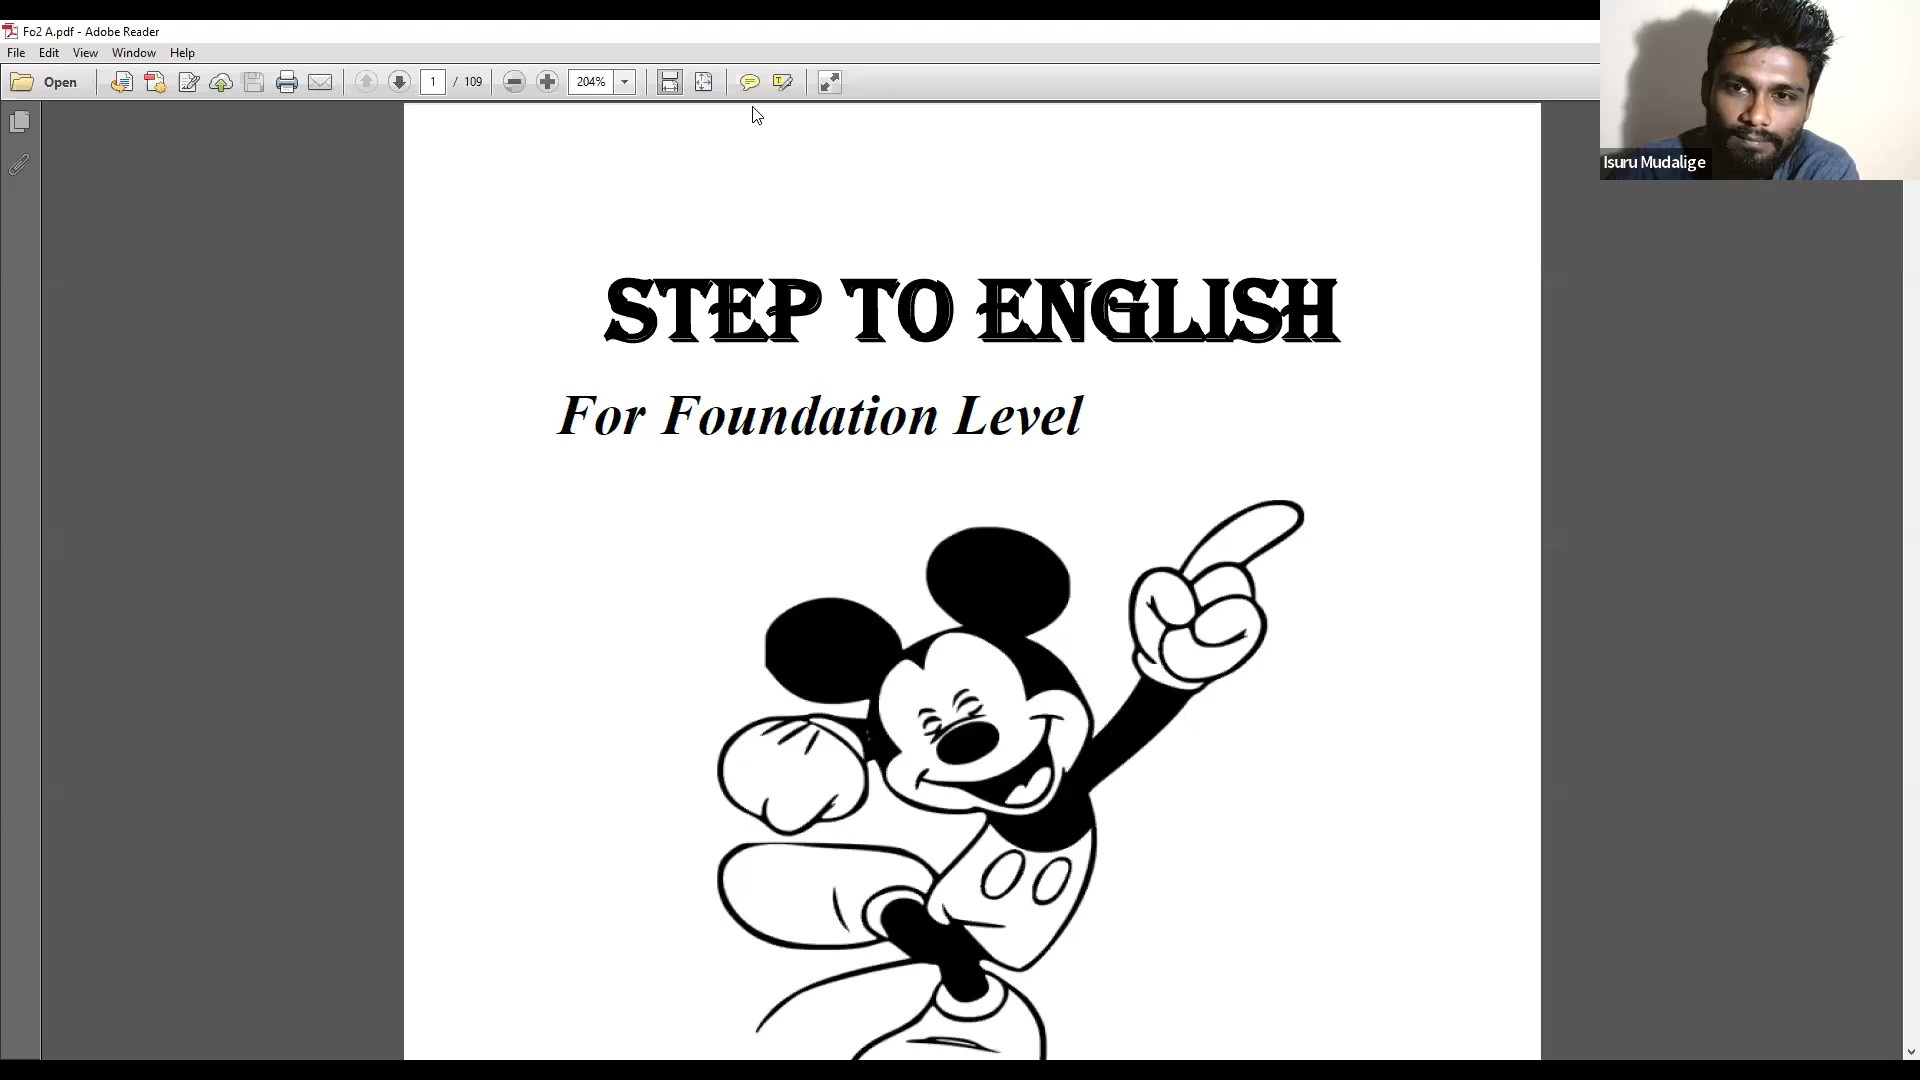 Fo2 A.pdf - Adobe Reader
File Edit View Window Help
Open 1 / 109 204%
Isuru Mudalige
STEP TO ENGLISH
For Foundation Level